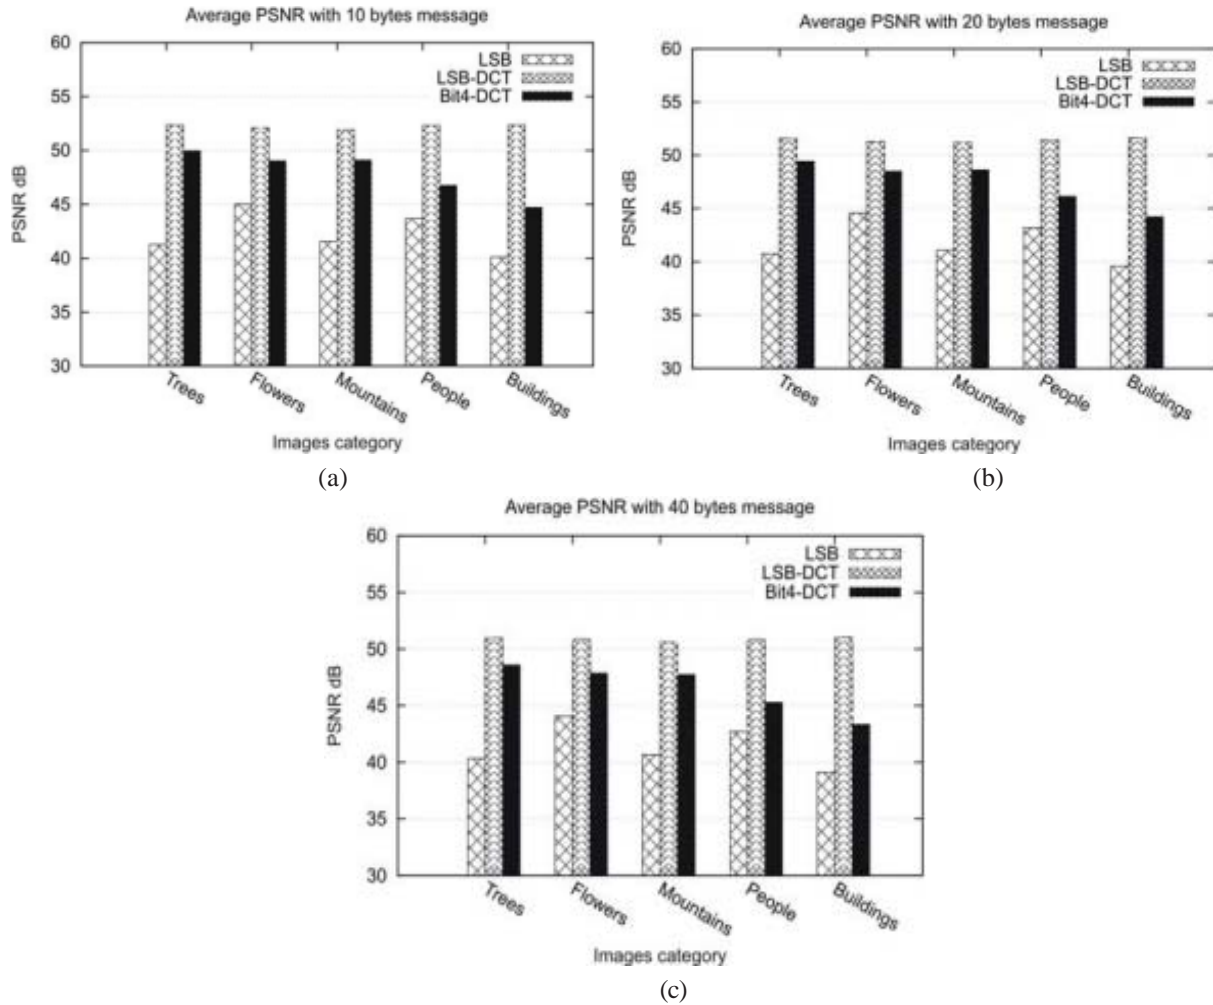 Average PSNR with 10 bytes message
60
55
50
45
40
35
30
PSNR dB
LSB
LSB-DCT
Bit4-DCT
Trees
Flowers
Mountains
People
Buildings
Images category
(a)
Average PSNR with 20 bytes message
60
55
50
45
40
35
30
PSNR dB
LSB
LSB-DCT
Bit4-DCT
Trees
Flowers
Mountains
People
Buildings
Images category
(b)
Average PSNR with 40 bytes message
60
55
50
45
40
35
30
PSNR dB
LSB
LSB-DCT
Bit4-DCT
Trees
Flowers
Mountains
People
Buildings
Images category
(c)